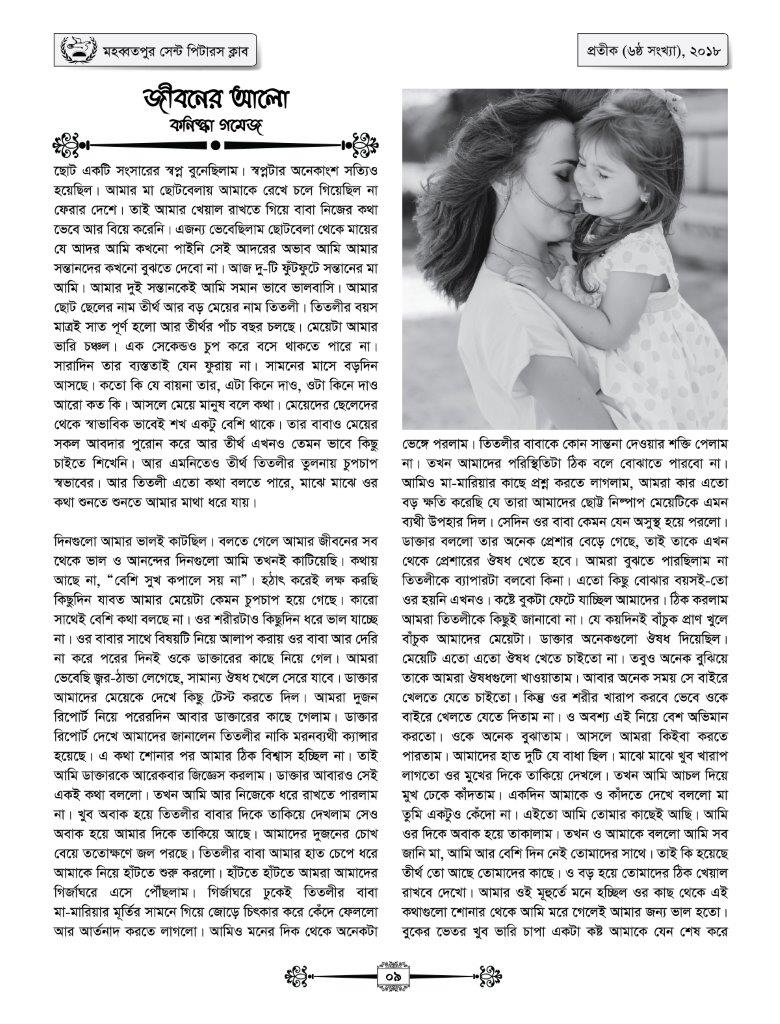 মহব্বতপুর সেন্ট পিটারস ক্লাব
প্রতীক (৬ষ্ঠ সংখ্যা), ২০১৮
জীবনের আলো
কনিস্কা গমেজ
ছোট একটি সংসারের স্বপ্ন বুনেছিলাম। স্বপ্নটার অনেকাংশ সত্যিও
হয়েছিল। আমার মা ছোটবেলায় আমাকে রেখে চলে গিয়েছিল না
ফেরার দেশে। তাই আমার খেয়াল রাখতে গিয়ে বাবা নিজের কথা
ভেবে আর বিয়ে করেনি। এজন্য ভেবেছিলাম ছোটবেলা থেকে মায়ের
যে আদর আমি কখনো পাইনি সেই আদরের অভাব আমি আমার
সন্তানদের কখনো বুঝতে দেবো না। আজ দু-টি ফুঁটফুটে সন্তানের মা
আমি। আমার দুই সন্তানকেই আমি সমান ভাবে ভালবাসি। আমার
ছোট ছেলের নাম তীর্থ আর বড় মেয়ের নাম তিতলী। তিতলীর বয়স
মাত্রই সাত পূর্ণ হলো আর তীর্থর পাঁচ বছর চলছে। মেয়েটা আমার
ভারি চঞ্চল। এক সেকেন্ডও চুপ করে বসে থাকতে পারে না।
সারাদিন তার ব্যস্ততাই যেন ফুরায় না। সামনের মাসে বড়দিন
আসছে। কতো কি যে বায়না তার, এটা কিনে দাও, ওটা কিনে দাও
আরো কত কি। আসলে মেয়ে মানুষ বলে কথা। মেয়েদের ছেলেদের
থেকে স্বাভাবিক ভাবেই শখ একটু বেশি থাকে। তার বাবাও মেয়ের
সকল আবদার পুরোন করে আর তীর্থ এখনও তেমন ভাবে কিছু
চাইতে শিখেনি। আর এমনিতেও তীর্থ তিতলীর তুলনায় চুপচাপ
স্বভাবের। আর তিতলী এতো কথা বলতে পারে, মাঝে মাঝে ওর
কথা শুনতে শুনতে আমার মাথা ধরে যায়।
দিনগুলো আমার ভালই কাটছিল। বলতে গেলে আমার জীবনের সব
থেকে ভাল ও আনন্দের দিনগুলো আমি তখনই কাটিয়েছি। কথায়
আছে না, “বেশি সুখ কপালে সয় না”। হঠাৎ করেই লক্ষ করছি
কিছুদিন যাবত আমার মেয়েটা কেমন চুপচাপ হয়ে গেছে। কারো
সাথেই বেশি কথা বলছে না। ওর শরীরটাও কিছুদিন ধরে ভাল যাচ্ছে
না। ওর বাবার সাথে বিষয়টি নিয়ে আলাপ করায় ওর বাবা আর দেরি
না করে পরের দিনই ওকে ডাক্তারের কাছে নিয়ে গেল। আমরা
ভেবেছি জ্বর-ঠান্ডা লেগেছে, সামান্য ঔষধ খেলে সেরে যাবে। ডাক্তার
আমাদের মেয়েকে দেখে কিছু টেস্ট করতে দিল। আমরা দুজন
রিপোর্ট নিয়ে পরেরদিন আবার ডাক্তারের কাছে গেলাম। ডাক্তার
রিপোর্ট দেখে আমাদের জানালেন তিতলীর নাকি মরনব্যথী ক্যান্সার
হয়েছে। এ কথা শোনার পর আমার ঠিক বিশ্বাস হচ্ছিল না। তাই
আমি ডাক্তারকে আরেকবার জিজ্ঞেস করলাম। ডাক্তার আবারও সেই
একই কথা বললো। তখন আমি আর নিজেকে ধরে রাখতে পারলাম
না। খুব অবাক হয়ে তিতলীর বাবার দিকে তাকিয়ে দেখলাম সেও
অবাক হয়ে আমার দিকে তাকিয়ে আছে। আমাদের দুজনের চোখ
বেয়ে ততোক্ষণে জল পরছে। তিতলীর বাবা আমার হাত চেপে ধরে
আমাকে নিয়ে হাঁটতে শুরু করলো। হাঁটতে হাঁটতে আমরা আমাদের
গির্জাঘরে এসে পৌঁছলাম। গির্জাঘরে ঢুকেই তিতলীর বাবা
মা-মারিয়ার মূর্তির সামনে গিয়ে জোড়ে চিৎকার করে কেঁদে ফেললো
আর আর্তনাদ করতে লাগলো। আমিও মনের দিক থেকে অনেকটা
ভেঙ্গে পরলাম। তিতলীর বাবাকে কোন সান্তনা দেওয়ার শক্তি পেলাম
না। তখন আমাদের পরিস্থিতিটা ঠিক বলে বোঝাতে পারবো না।
আমিও মা-মারিয়ার কাছে প্রশ্ন করতে লাগলাম, আমরা কার এতো
বড় ক্ষতি করেছি যে তারা আমাদের ছোট্ট নিষ্পাপ মেয়েটিকে এমন
ব্যথী উপহার দিল। সেদিন ওর বাবা কেমন যেন অসুস্থ হয়ে পরলো।
ডাক্তার বললো তার অনেক প্রেশার বেড়ে গেছে, তাই তাকে এখন
থেকে প্রেশারের ঔষধ খেতে হবে। আমরা বুঝতে পারছিলাম না
তিতলীকে ব্যাপারটা বলবো কিনা। এতো কিছু বোঝার বয়সই-তো
ওর হয়নি এখনও। কষ্টে বুকটা ফেটে যাচ্ছিল আমাদের। ঠিক করলাম
আমরা তিতলীকে কিছুই জানাবো না। যে কয়দিনই বাঁচুক প্রাণ খুলে
বাঁচুক আমাদের মেয়েটা। ডাক্তার অনেকগুলো ঔষধ দিয়েছিল।
মেয়েটি এতো এতো ঔষধ খেতে চাইতো না। তবুও অনেক বুঝিয়ে
তাকে আমরা ঔষধগুলো খাওয়াতাম। আবার অনেক সময় সে বাইরে
খেলতে যেতে চাইতো। কিন্তু ওর শরীর খারাপ করবে ভেবে ওকে
বাইরে খেলতে যেতে দিতাম না। ও অবশ্য এই নিয়ে বেশ অভিমান
করতো। ওকে অনেক বুঝাতাম। আসলে আমরা কিইবা করতে
পারতাম। আমাদের হাত দুটি যে বাধা ছিল। মাঝে মাঝে খুব খারাপ
লাগতো ওর মুখের দিকে তাকিয়ে দেখলে। তখন আমি আচল দিয়ে
মুখ ঢেকে কাঁদতাম। একদিন আমাকে ও কাঁদতে দেখে বললো মা
তুমি একটুও কেঁদো না। এইতো আমি তোমার কাছেই আছি। আমি
ওর দিকে অবাক হয়ে তাকালাম। তখন ও আমাকে বললো আমি সব
জানি মা, আমি আর বেশি দিন নেই তোমাদের সাথে। তাই কি হয়েছে
তীর্থ তো আছে তোমাদের কাছে। ও বড় হয়ে তোমাদের ঠিক খেয়াল
রাখবে দেখো। আমার ওই মূহুর্তে মনে হচ্ছিল ওর কাছ থেকে এই
কথাগুলো শোনার থেকে আমি মরে গেলেই আমার জন্য ভাল হতো।
বুকের ভেতর খুব ভারি চাপা একটা কষ্ট আমাকে যেন শেষ করে
০৯